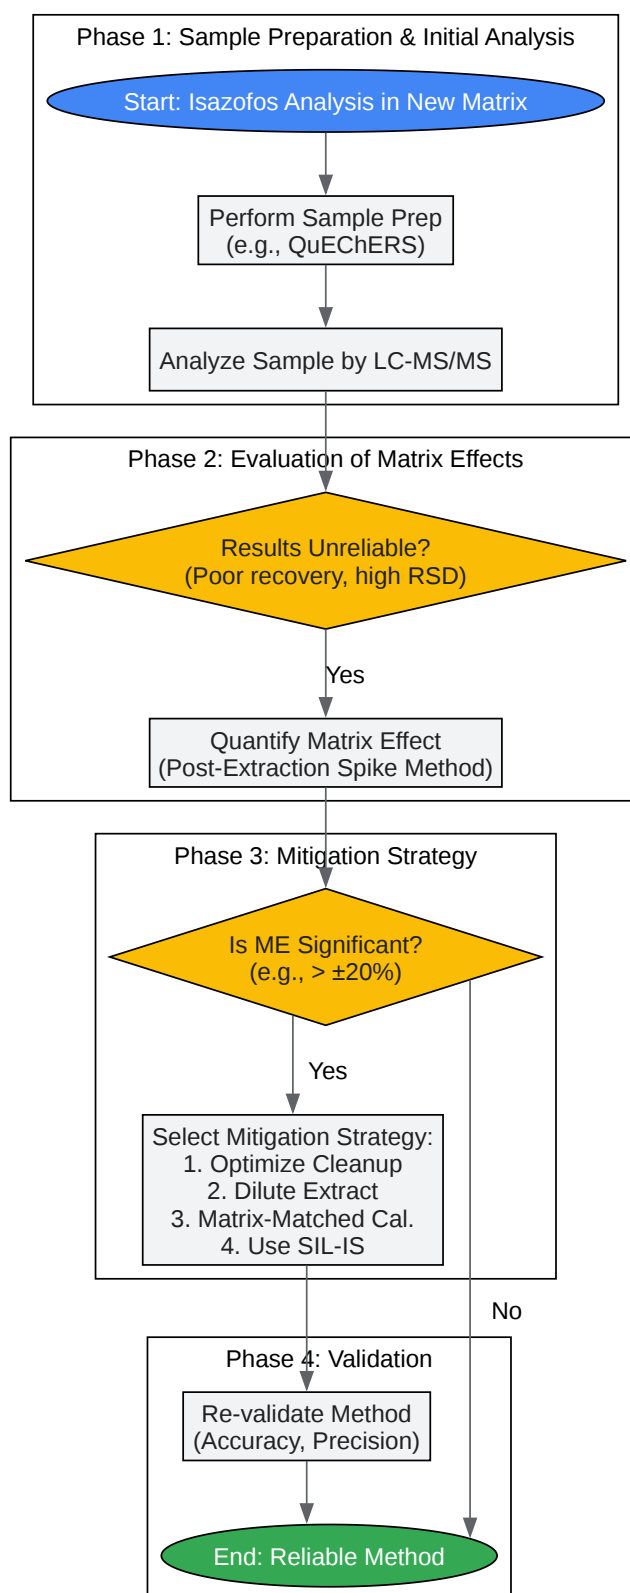 Phase 1: Sample Preparation & Initial Analysis
Start: Isazofos Analysis in New Matrix
Perform Sample Prep
(e.g., QuEChERS)
Analyze Sample by LC-MS/MS
Phase 2: Evaluation of Matrix Effects
Results Unreliable?
(Poor recovery, high RSD)
Yes
Quantify Matrix Effect
(Post-Extraction Spike Method)
Phase 3: Mitigation Strategy
Is ME Significant?
(e.g., > ±20%)
Yes
Select Mitigation Strategy:
1. Optimize Cleanup
2. Dilute Extract
3. Matrix-Matched Cal.
4. Use SIL-IS
No
Phase 4: Validation
Re-validate Method
(Accuracy, Precision)
End: Reliable Method